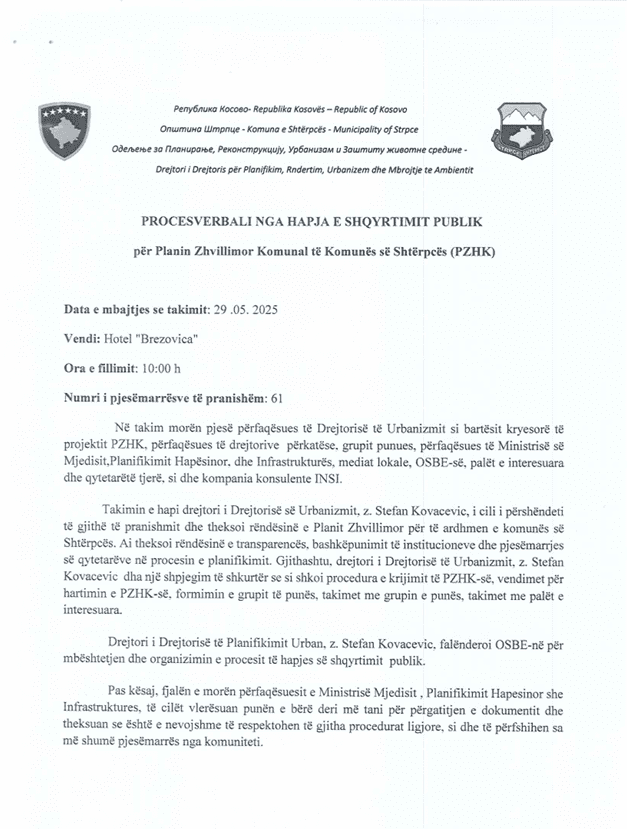 Република Косово- Republika Kosovës – Republic of Kosovo
Општина Штрпце - Komuna e Shtërpcës - Municipality of Strpce
Одељење за Планирање, Реконструкцију, Урбанизам и Заштиту животне средине -
Drejtori i Drejtoris për Planifikim, Rndertim, Urbanizem dhe Mbrojtje te Ambientit
PROCESVERBALI NGA HAPJA E SHQYRTIMIT PUBLIK
për Planin Zhvillimor Komunal të Komunës së Shtërpcës (PZHK)
Data e mbajtjes se takimit: 29 .05. 2025
Vendi: Hotel "Brezovica"
Ora e fillimit: 10:00 h
Numri i pjesëmarrësve të pranishëm: 61
Në takim morën pjesë përfaqësues të Drejtorisë të Urbanizmit si bartësit kryesorë të
projektit PZHK, përfaqësues të drejtorive përkatëse, grupit punues, përfaqësues të Ministrisë së
Mjedisit,Planifikimit Hapësinor, dhe Infrastrukturës, mediat lokale, OSBE-së, palët e interesuara
dhe qytetarëtë tjerë, si dhe kompania konsulente INSI.
Takimin e hapi drejtori i Drejtorisë së Urbanizmit, z. Stefan Kovacevic, i cili i përshëndeti
të gjithë të pranishmit dhe theksoi rëndësinë e Planit Zhvillimor për të ardhmen e komunës së
Shtërpcës. Ai theksoi rëndësinë e transparencës, bashkëpunimit të institucioneve dhe pjesëmarrjes
së qytetarëve në procesin e planifikimit. Gjithashtu, drejtori i Drejtorisë të Urbanizmit, z. Stefan
Kovacevic dha një shpjegim të shkurtër se si shkoi procedura e krijimit të PZHK-së, vendimet për
hartimin e PZHK-së, formimin e grupit të punës, takimet me grupin e punës, takimet me palët e
interesuara.
Drejtori i Drejtorisë të Planifikimit Urban, z. Stefan Kovacevic, falënderoi OSBE-në për
mbështetjen dhe organizimin e procesit të hapjes së shqyrtimit publik.
Pas kësaj, fjalën e morën përfaqësuesit e Ministrisë Mjedisit , Planifikimit Hapesinor she
Infrastruktures, të cilët vlerësuan punën e bërë deri më tani për përgatitjen e dokumentit dhe
theksuan se është e nevojshme të respektohen të gjitha procedurat ligjore, si dhe të përfshihen sa
më shumë pjesëmarrës nga komuniteti.